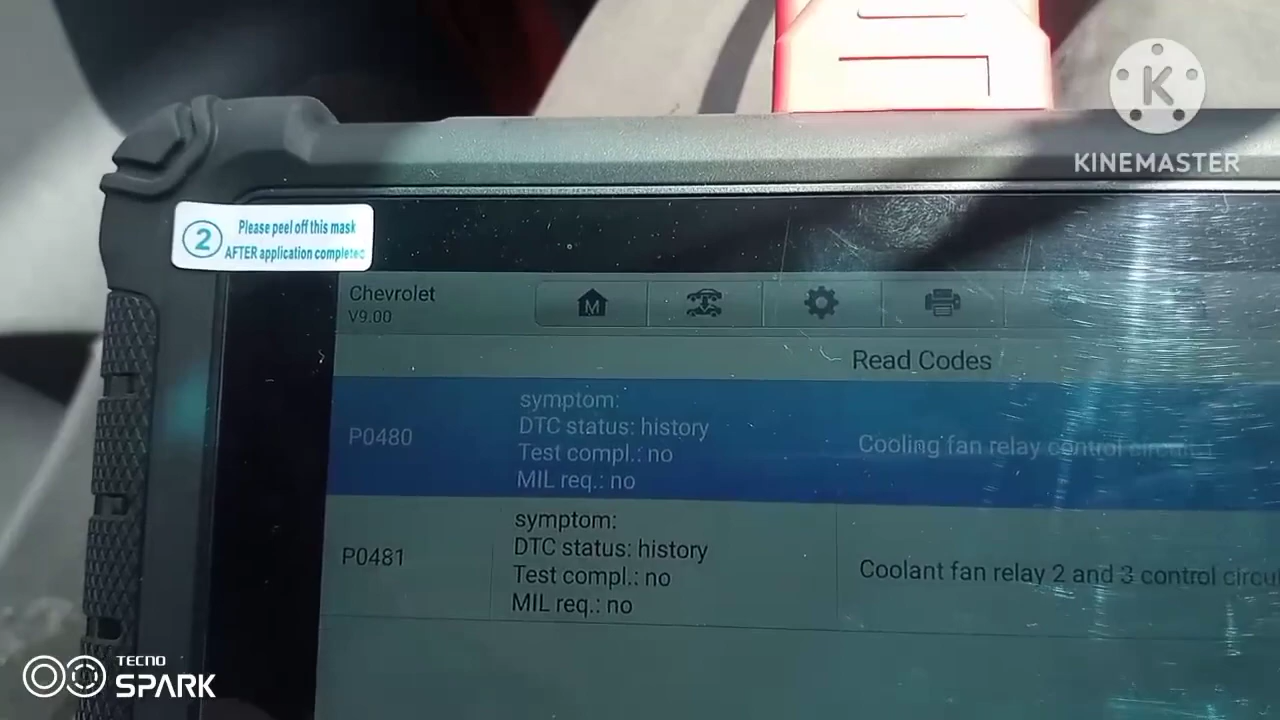 K
KINEMASTER
2
Please peel off this mask
AFTER application completed
Chevrolet
V9.00
M
Read Codes
P0480
symptom:
DTC status: history
Test compl.: no
MIL req.: no
Cooling fan relay control circuit
P0481
symptom:
DTC status: history
Test compl.: no
MIL req.: no
Coolant fan relay 2 and 3 control circu
TECNO
SPARK